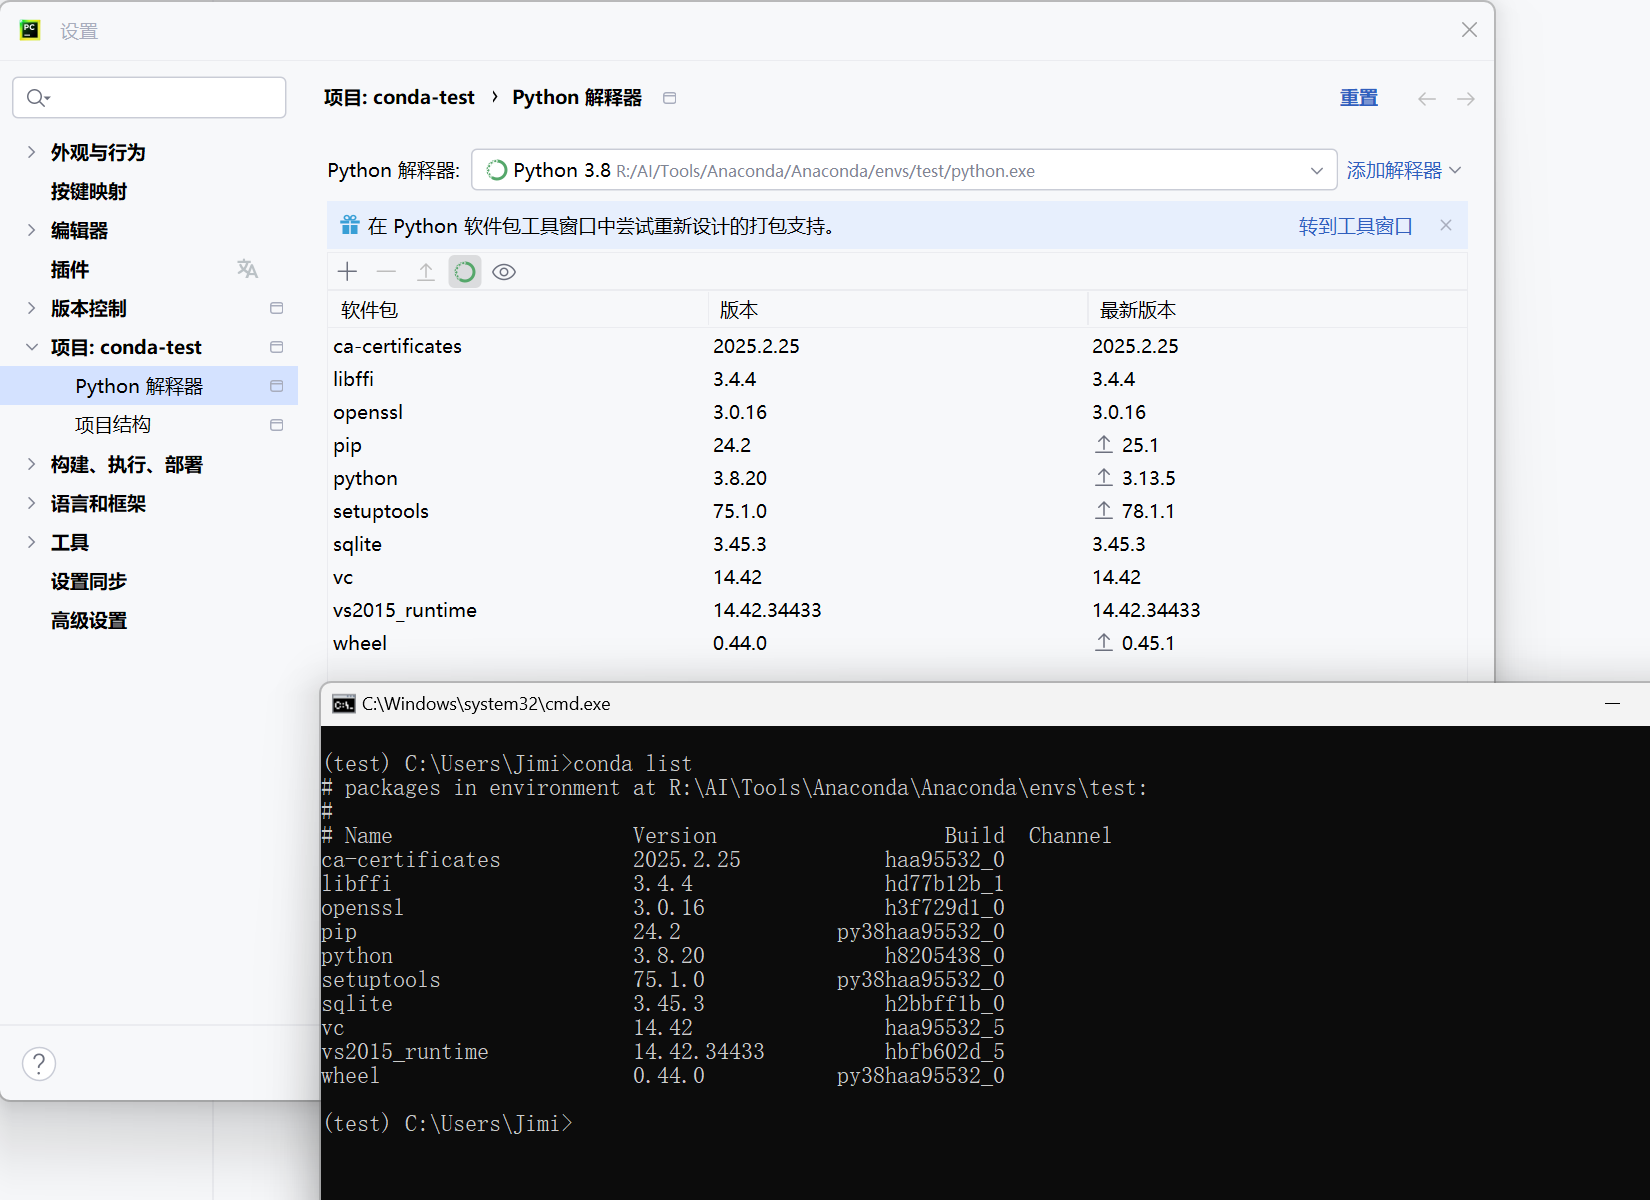 PC
设置
项目: conda-test › Python 解释器
重置
外观与行为
按键映射
编辑器
插件
版本控制
项目: conda-test
Python 解释器
项目结构
构建、执行、部署
语言和框架
工具
设置同步
高级设置
?
Python 解释器: Python 3.8 R:/AI/Tools/Anaconda/Anaconda/envs/test/python.exe 添加解释器
在 Python 软件包工具窗口中尝试重新设计的打包支持。 转到工具窗口
软件包 版本 最新版本
ca-certificates 2025.2.25 2025.2.25
libffi 3.4.4 3.4.4
openssl 3.0.16 3.0.16
pip 24.2 25.1
python 3.8.20 3.13.5
setuptools 75.1.0 78.1.1
sqlite 3.45.3 3.45.3
vc 14.42 14.42
vs2015_runtime 14.42.34433 14.42.34433
wheel 0.44.0 0.45.1
C:\Windows\system32\cmd.exe
(test) C:\Users\Jimi>conda list
# packages in environment at R:\AI\Tools\Anaconda\Anaconda\envs\test:
#
# Name Version Build Channel
ca-certificates 2025.2.25 haa95532_0
libffi 3.4.4 hd77b12b_1
openssl 3.0.16 h3f729d1_0
pip 24.2 py38haa95532_0
python 3.8.20 h8205438_0
setuptools 75.1.0 py38haa95532_0
sqlite 3.45.3 h2bbff1b_0
vc 14.42 haa95532_5
vs2015_runtime 14.42.34433 hbfb602d_5
wheel 0.44.0 py38haa95532_0
(test) C:\Users\Jimi>